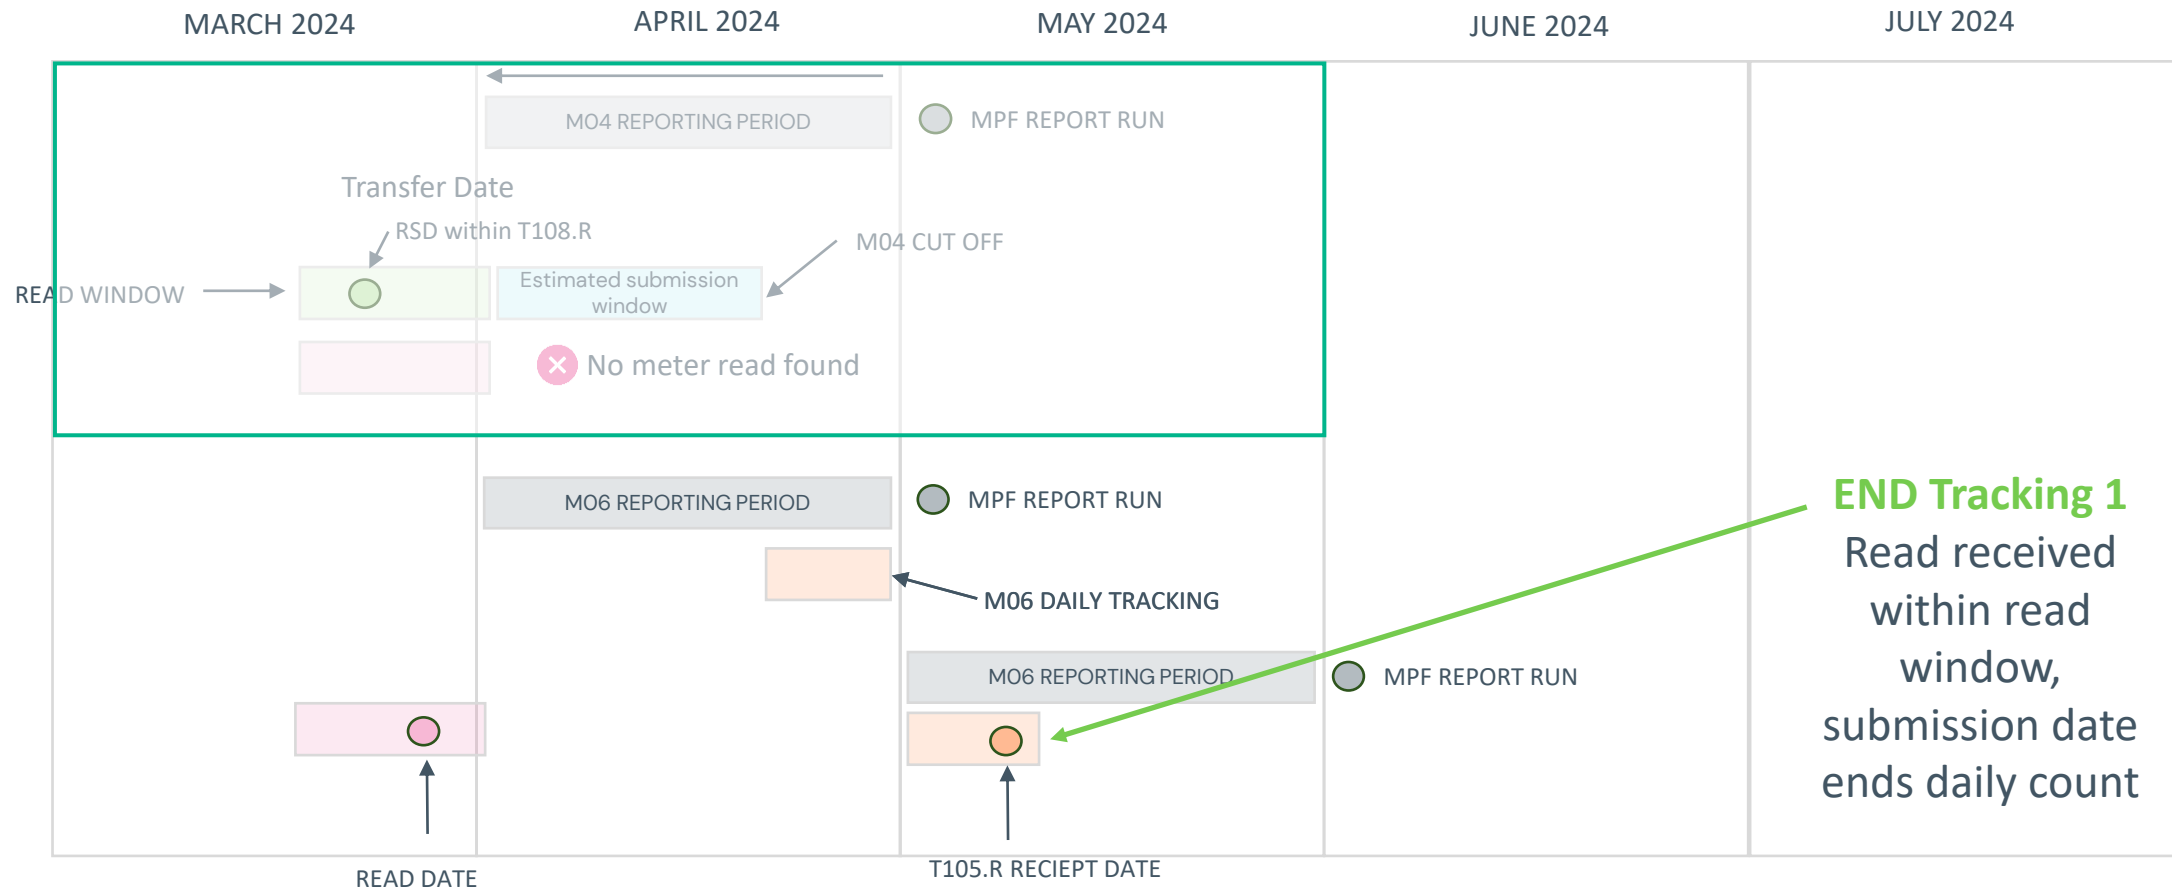 MARCH 2024
APRIL 2024
MAY 2024
JUNE 2024
JULY 2024
M04 REPORTING PERIOD
MPF REPORT RUN
Transfer Date
RSD within T108.R
M04 CUT OFF
READ WINDOW
Estimated submission
window
No meter read found
M06 REPORTING PERIOD
MPF REPORT RUN
M06 DAILY TRACKING
M06 REPORTING PERIOD
MPF REPORT RUN
END Tracking 1
Read received
within read
window,
submission date
ends daily count
READ DATE
T105.R RECIEPT DATE